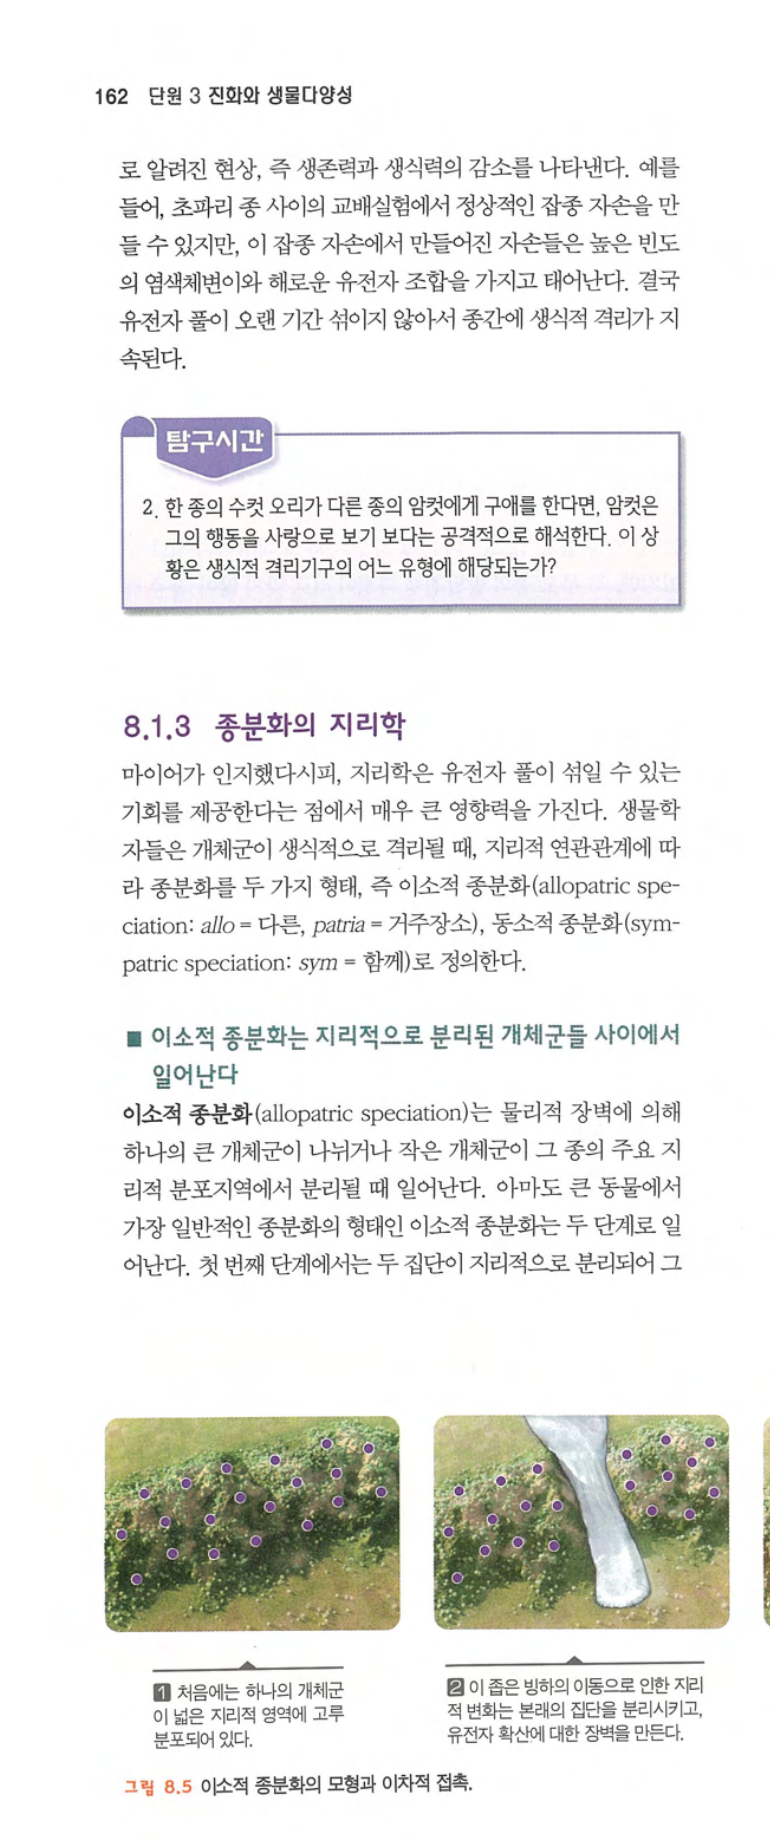 162 단원 3 진화와 생물다양성
로 알려진 현상, 즉 생존력과 생식력의 감소를 나타낸다. 예를
들어, 초파리 종 사이의 교배실험에서 정상적인 잡종 자손을 만
들 수 있지만, 이 잡종 자손에서 만들어진 자손들은 높은 빈도
의 염색체변이와 해로운 유전자 조합을 가지고 태어난다. 결국
유전자 풀이 오랜 기간 섞이지 않아서 종간에 생식적 격리가 지
속된다.
탐구시간
2. 한 종의 수컷 오리가 다른 종의 암컷에게 구애를 한다면, 암컷은
그의 행동을 사랑으로 보기 보다는 공격적으로 해석한다. 이 상
황은 생식적 격리기구의 어느 유형에 해당되는가?
8.1.3 종분화의 지리학
마이어가 인지했다시피, 지리학은 유전자 풀이 섞일 수 있는
기회를 제공한다는 점에서 매우 큰 영향력을 가진다. 생물학
자들은 개체군이 생식적으로 격리될 때, 지리적 연관관계에 따
라 종분화를 두 가지 형태, 즉 이소적 종분화(allopatric spe-
ciation: allo = 다른, patria = 거주장소), 동소적 종분화(sym-
patric speciation: sym = 함께)로 정의한다.
■ 이소적 종분화는 지리적으로 분리된 개체군들 사이에서
일어난다
이소적 종분화(allopatric speciation)는 물리적 장벽에 의해
하나의 큰 개체군이 나뉘거나 작은 개체군이 그 종의 주요 지
리적 분포지역에서 분리될 때 일어난다. 아마도 큰 동물에서
가장 일반적인 종분화의 형태인 이소적 종분화는 두 단계로 일
어난다. 첫 번째 단계에서는 두 집단이 지리적으로 분리되어 그
1 처음에는 하나의 개체군
이 넓은 지리적 영역에 고루
분포되어 있다.
2 이 좁은 빙하의 이동으로 인한 지리
적 변화는 본래의 집단을 분리시키고,
유전자 확산에 대한 장벽을 만든다.
그림 8.5 이소적 종분화의 모형과 이차적 접촉.